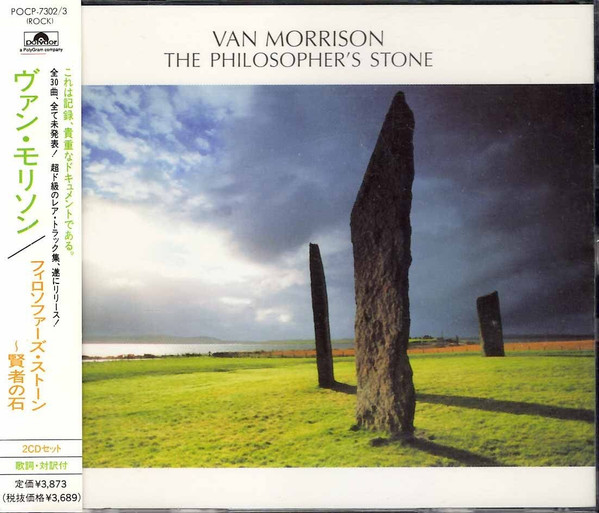 POCP-7302/3
(ROCK)
polydor
a PolyGram company
これは記録、貴重なドキュメントである。
全30曲、全て未発表! 超ド級のレア・トラック集、遂にリリース!
ヴァン・モリソン/
フィロソファーズ・ストーン
~賢者の石
2CDセット
歌詞・対訳付
定価¥3,873
(税抜価格¥3,689)
VAN MORRISON
THE PHILOSOPHER'S STONE